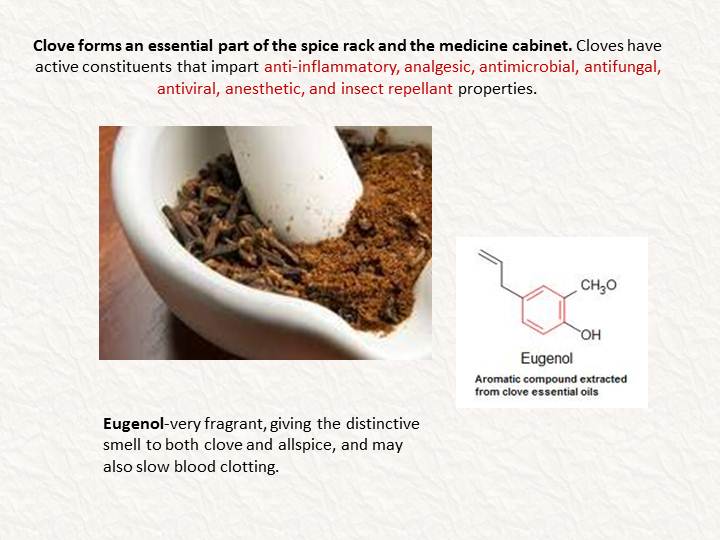 Clove forms an essential part of the spice rack and the medicine cabinet. Cloves have
active constituents that impart anti-inflammatory, analgesic, antimicrobial, antifungal,
antiviral, anesthetic, and insect repellant properties.
CH₃O
OH
Eugenol
Aromatic compound extracted
from clove essential oils
Eugenol-very fragrant, giving the distinctive
smell to both clove and allspice, and may
also slow blood clotting.